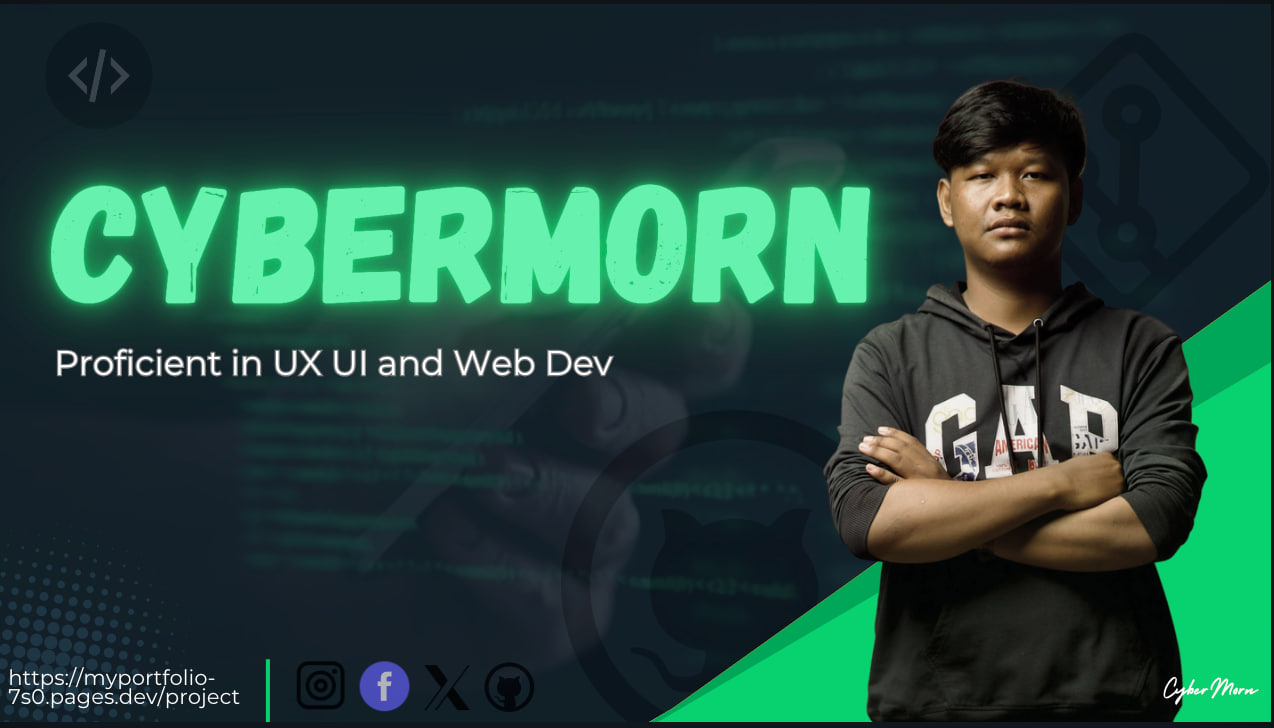 </>
CYBERMORN
Proficient in UX UI and Web Dev
GAP
AMERICAN
https://myportfolio-
7s0.pages.dev/project
Cyber Morn